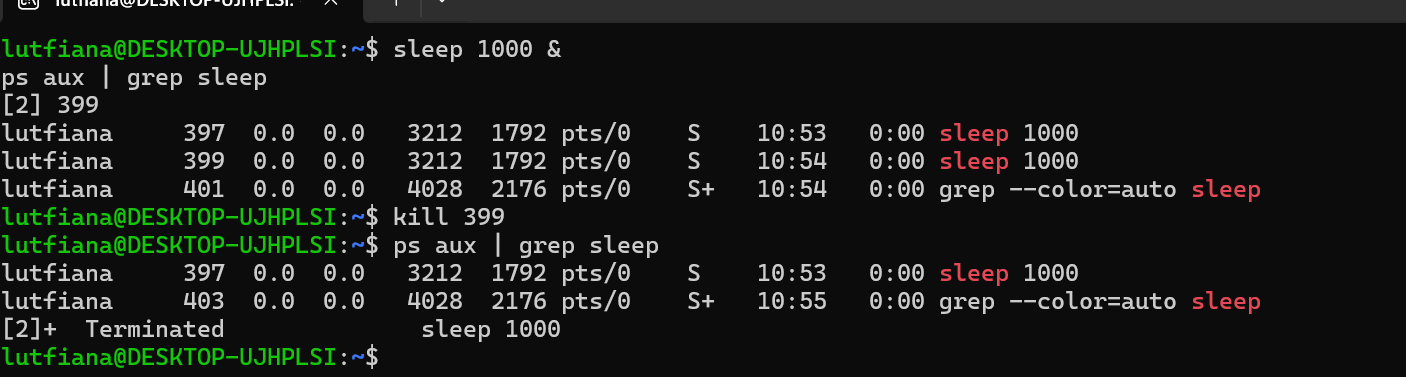 lutfiana@DESKTOP-UJHPLSI: ~
lutfiana@DESKTOP-UJHPLSI:~$ sleep 1000 &
ps aux | grep sleep
[2] 399
lutfiana     397  0.0  0.0   3212  1792 pts/0    S    10:53   0:00 sleep 1000
lutfiana     399  0.0  0.0   3212  1792 pts/0    S    10:54   0:00 sleep 1000
lutfiana     401  0.0  0.0   4028  2176 pts/0    S+   10:54   0:00 grep --color=auto sleep
lutfiana@DESKTOP-UJHPLSI:~$ kill 399
lutfiana@DESKTOP-UJHPLSI:~$ ps aux | grep sleep
lutfiana     397  0.0  0.0   3212  1792 pts/0    S    10:53   0:00 sleep 1000
lutfiana     403  0.0  0.0   4028  2176 pts/0    S+   10:55   0:00 grep --color=auto sleep
[2]+  Terminated              sleep 1000
lutfiana@DESKTOP-UJHPLSI:~$